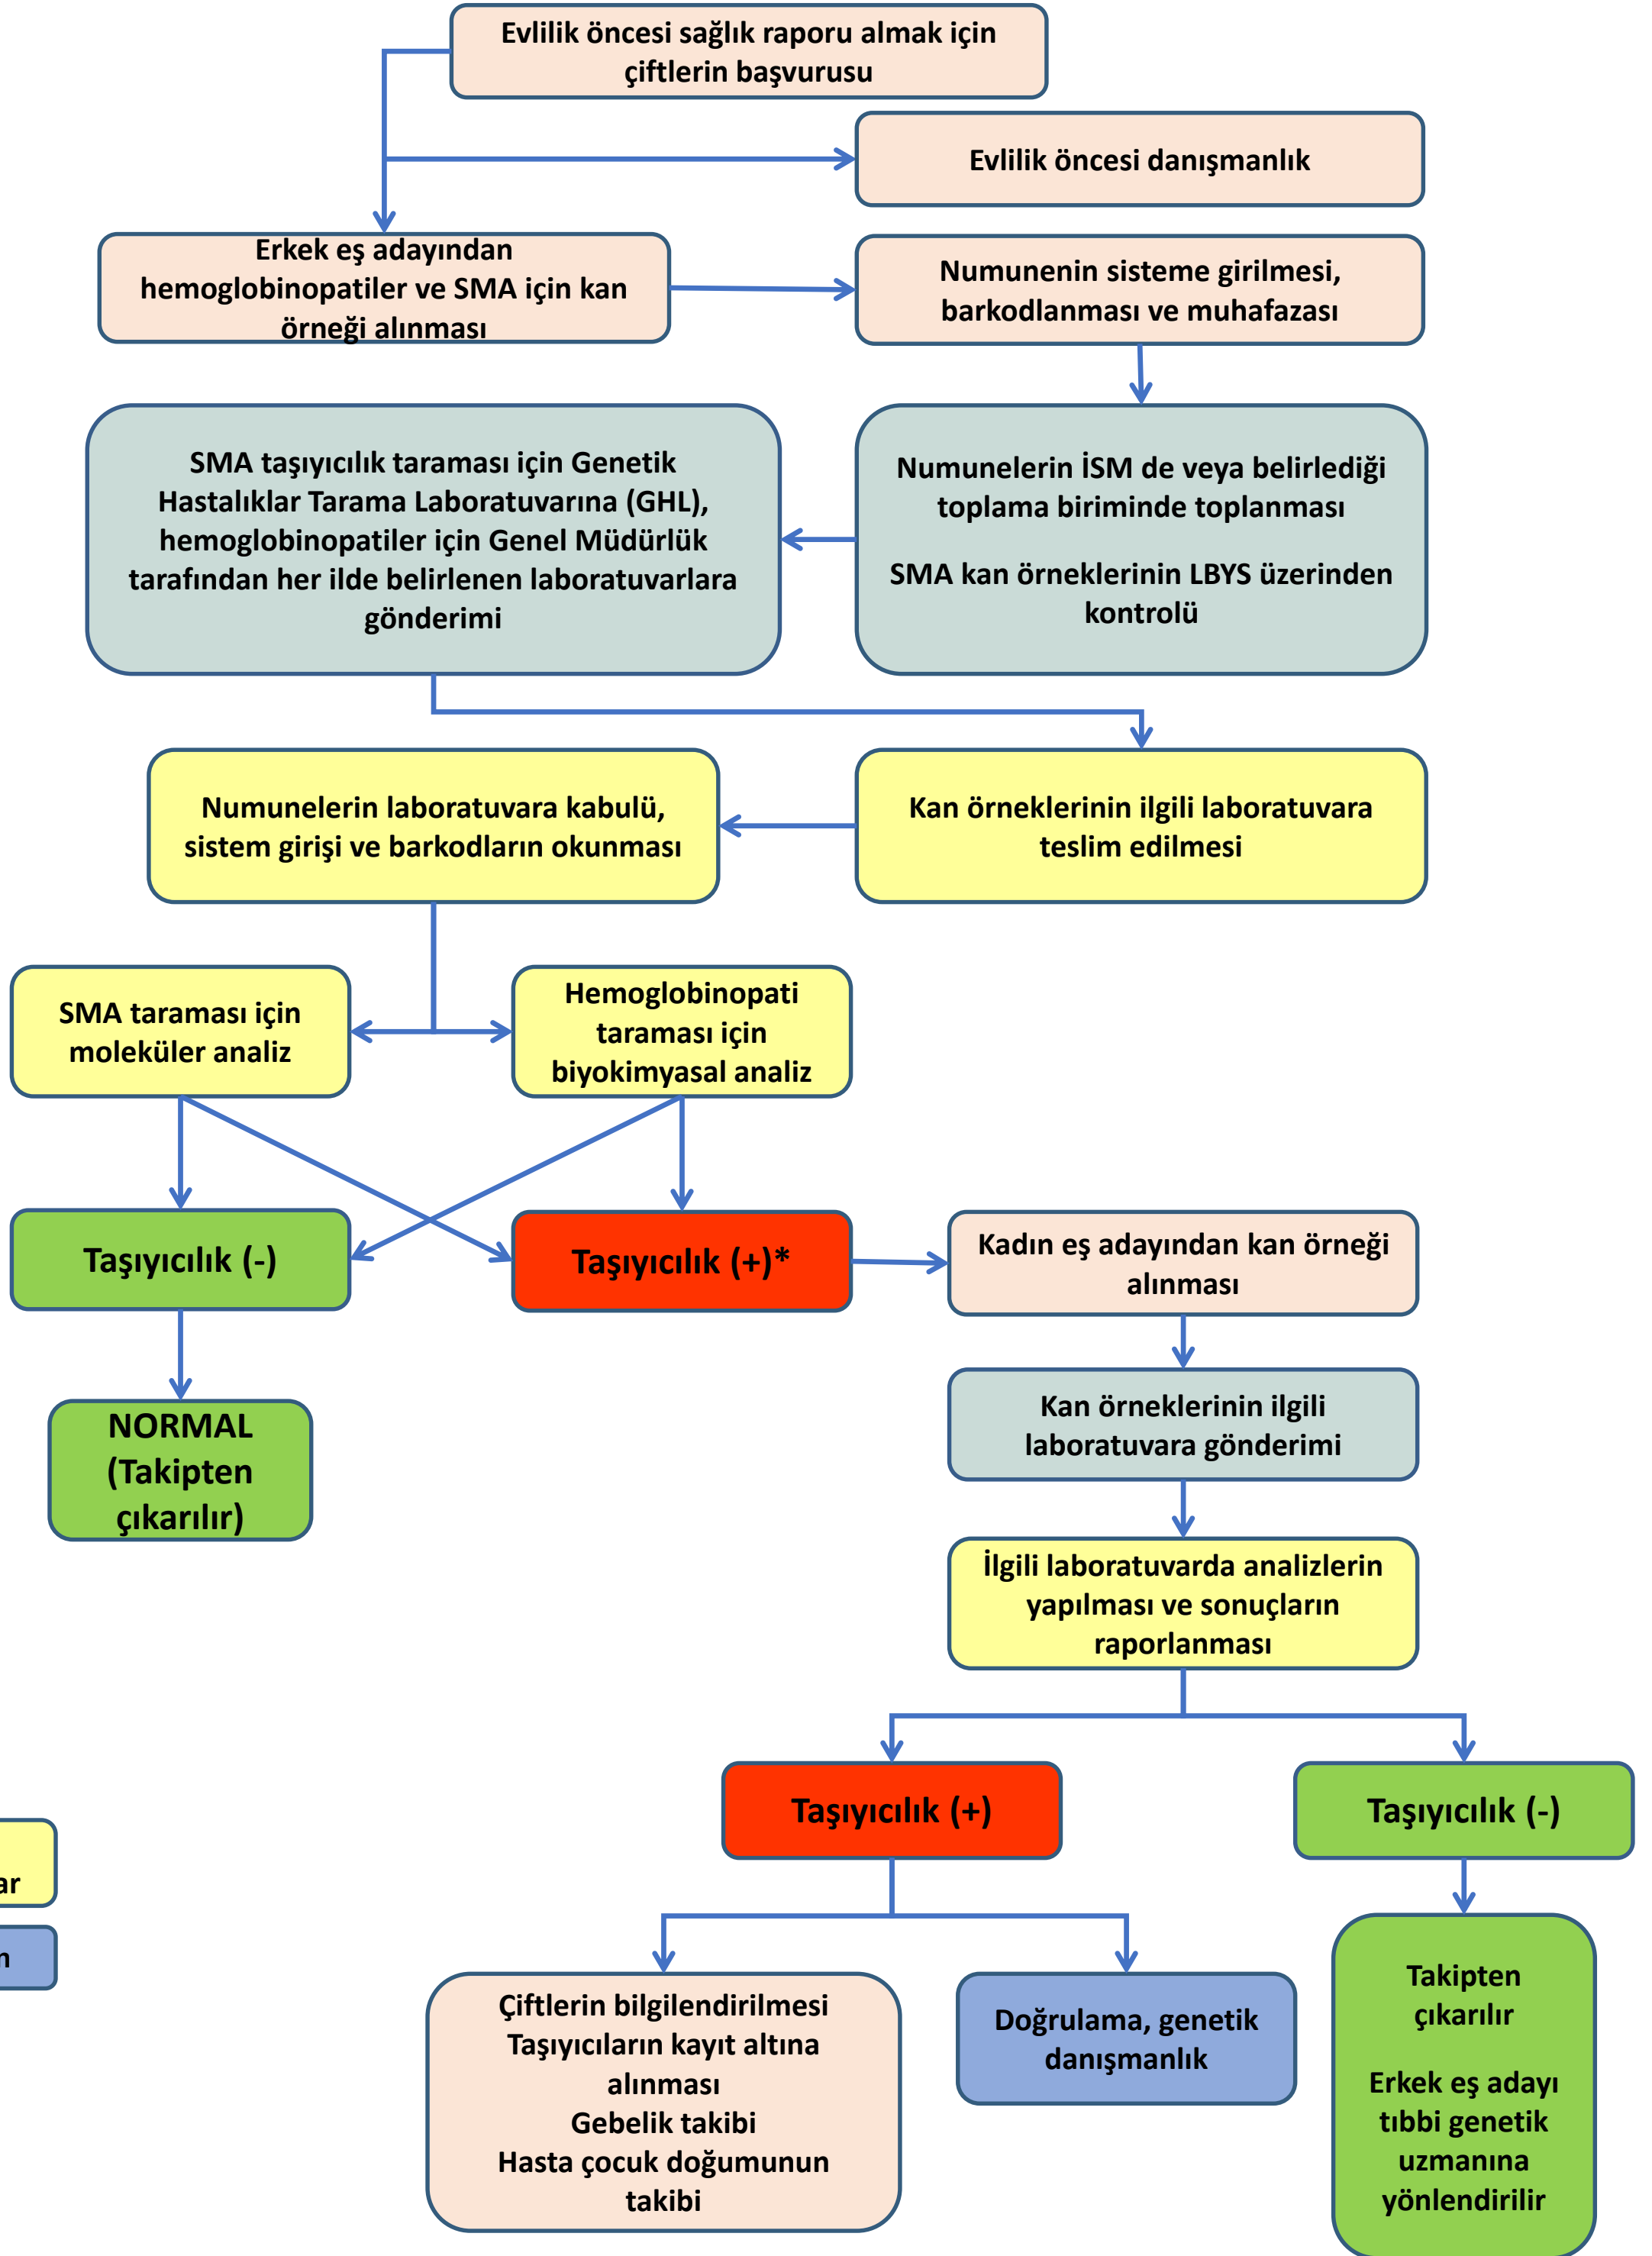 Evlilik öncesi sağlık raporu almak için
çiftlerin başvurusu
Evlilik öncesi danışmanlık
Erkek eş adayından
hemoglobinopatiler ve SMA için kan
örneği alınması
Numunenin sisteme girilmesi,
barkodlanması ve muhafazası
SMA taşıyıcılık taraması için Genetik
Hastalıklar Tarama Laboratuvarına (GHL),
hemoglobinopatiler için Genel Müdürlük
tarafından her ilde belirlenen laboratuvarlara
gönderimi
Numunelerin İSM de veya belirlediği
toplama biriminde toplanması
SMA kan örneklerinin LBYS üzerinden
kontrolü
Numunelerin laboratuvara kabulü,
sistem girişi ve barkodların okunması
Kan örneklerinin ilgili laboratuvara
teslim edilmesi
SMA taraması için
moleküler analiz
Hemoglobinopati
taraması için
biyokimyasal analiz
Taşıyıcılık (-)
Taşıyıcılık (+)*
Kadın eş adayından kan örneği
alınması
NORMAL
(Takipten
çıkarılır)
Kan örneklerinin ilgili
laboratuvara gönderimi
İlgili laboratuvarda analizlerin
yapılması ve sonuçların
raporlanması
Taşıyıcılık (+)
Taşıyıcılık (-)
ar
n
Çiftlerin bilgilendirilmesi
Taşıyıcıların kayıt altına
alınması
Gebelik takibi
Hasta çocuk doğumunun
takibi
Doğrulama, genetik
danışmanlık
Takipten
çıkarılır
Erkek eş adayı
tıbbi genetik
uzmanına
yönlendirilir